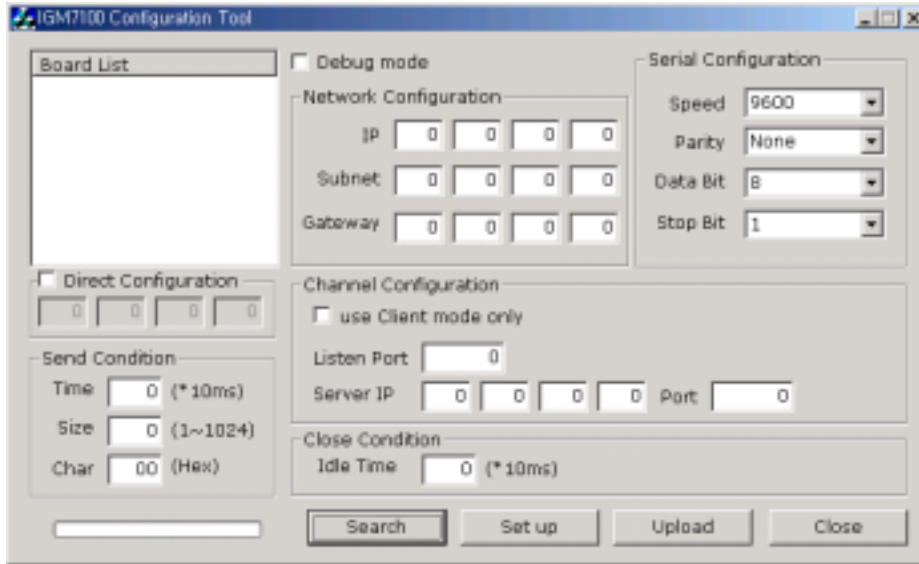 IGM7100 Configuration Tool
Board List
Debug mode
Network Configuration
IP 0 0 0 0
Subnet 0 0 0 0
Gateway 0 0 0 0
Serial Configuration
Speed 9600
Parity None
Data Bit 8
Stop Bit 1
Direct Configuration
0 0 0 0
Send Condition
Time 0 (*10ms)
Size 0 (1~1024)
Char 00 (Hex)
Channel Configuration
use Client mode only
Listen Port 0
Server IP 0 0 0 0 Port 0
Close Condition
Idle Time 0 (*10ms)
Search Set up Upload Close